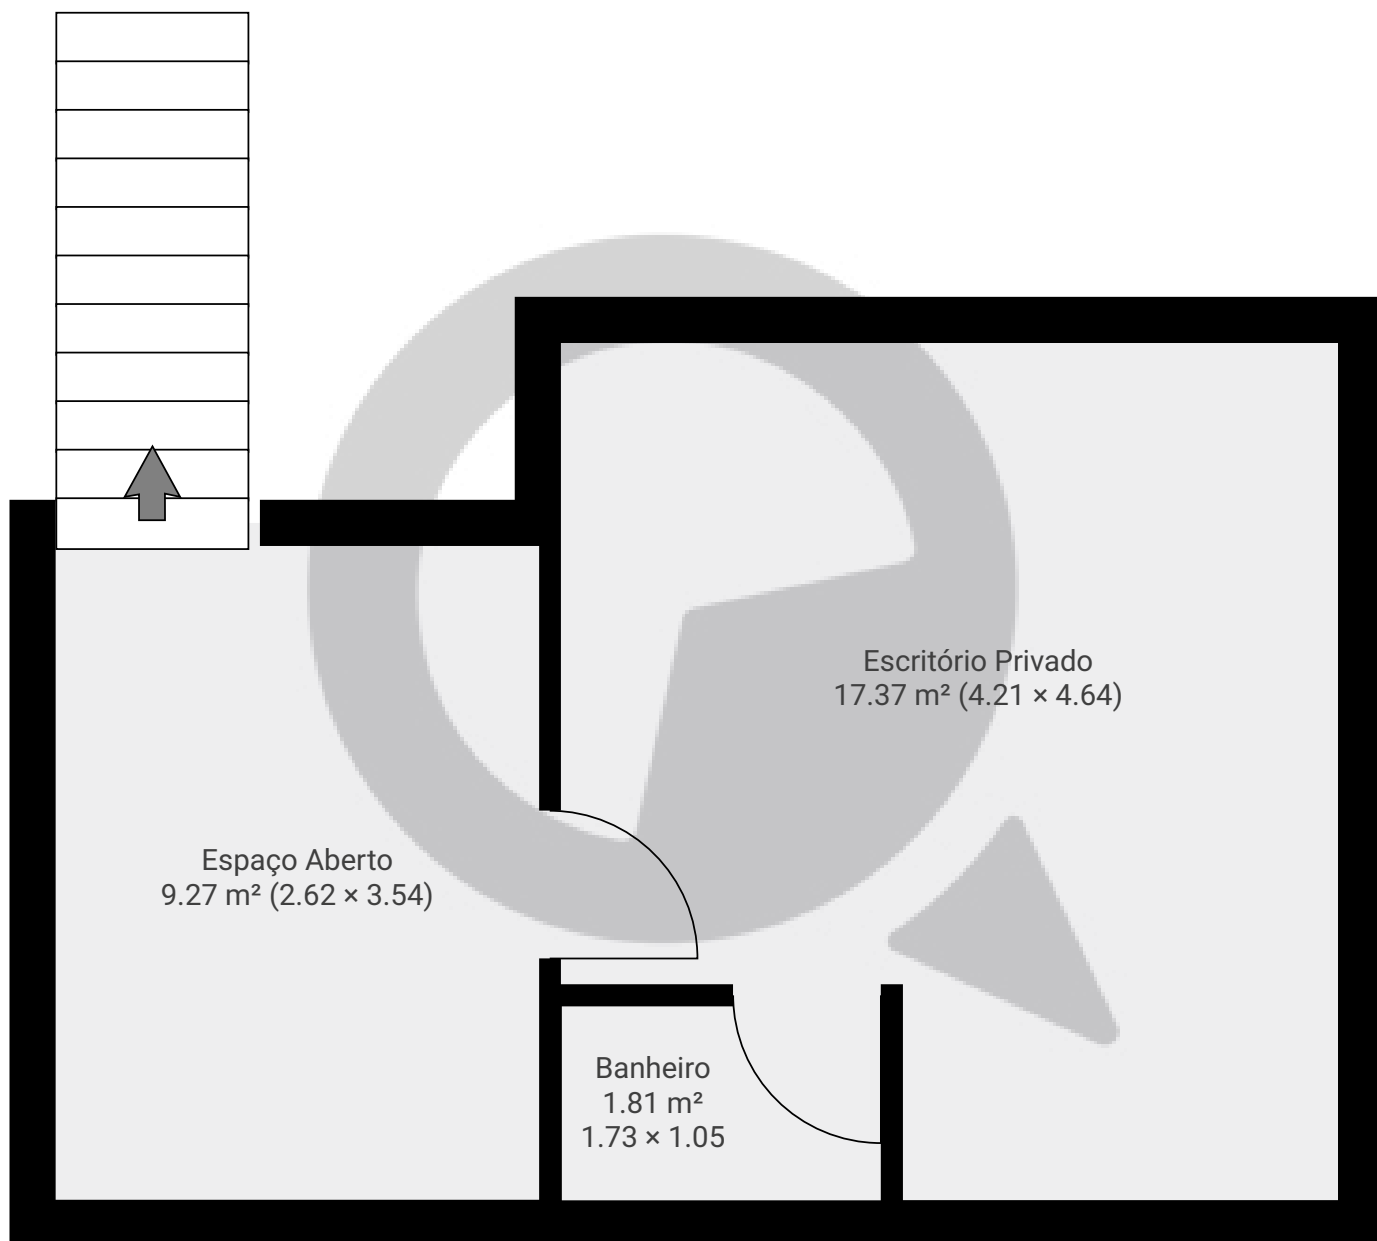 Escritório Privado
17.37 m² (4.21 × 4.64)
Espaço Aberto
9.27 m² (2.62 × 3.54)
Banheiro
1.81 m²
1.73 × 1.05